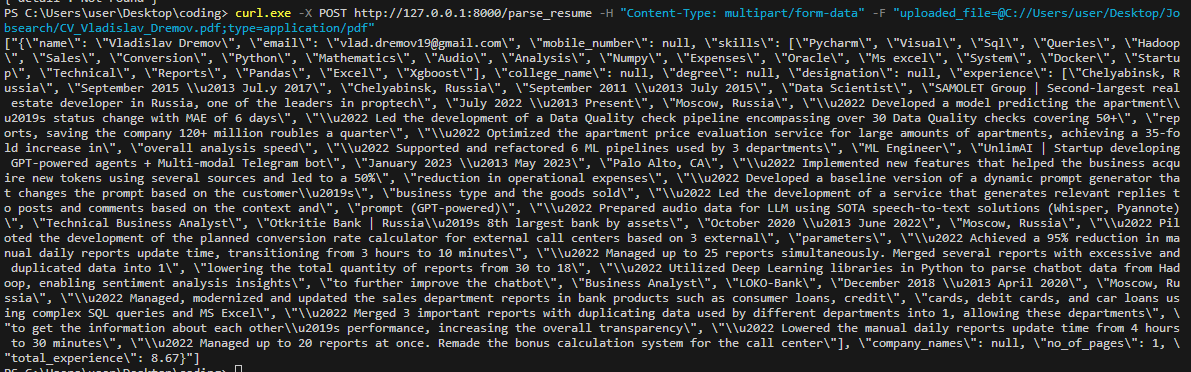 PS C:\Users\user\Desktop\coding> curl.exe -X POST http://127.0.0.1:8000/parse_resume -H "Content-Type: multipart/form-data" -F "uploaded_file=@C://Users/user/Desktop/Jo
bsearch/CV_Vladislav_Dremov.pdf;type=application/pdf"
["{\"name\": \"Vladislav Dremov\", \"email\": \"vlad.dremov19@gmail.com\", \"mobile_number\": null, \"skills\": [\"Pycharm\", \"Visual\", \"Sql\", \"Queries\", \"Hadoop
\", \"Sales\", \"Conversion\", \"Python\", \"Mathematics\", \"Audio\", \"Analysis\", \"Numpy\", \"Expenses\", \"Oracle\", \"Ms excel\", \"System\", \"Docker\", \"Startu
p\", \"Technical\", \"Reports\", \"Pandas\", \"Excel\", \"Xgboost\"], \"college_name\": null, \"degree\": null, \"designation\": null, \"experience\": [\"Chelyabinsk, R
ussia\", \"September 2015 \\u2013 Jul.y 2017\", \"Chelyabinsk, Russia\", \"September 2011 \\u2013 July 2015\", \"Data Scientist\", \"SAMOLET Group | Second-largest real
 estate developer in Russia, one of the leaders in proptech\", \"July 2022 \\u2013 Present\", \"Moscow, Russia\", \"\\u2022 Developed a model predicting the apartment\\
u2019s status change with MAE of 6 days\", \"\\u2022 Led the development of a Data Quality check pipeline encompassing over 30 Data Quality checks covering 50+\", \"rep
orts, saving the company 120+ million roubles a quarter\", \"\\u2022 Optimized the apartment price evaluation service for large amounts of apartments, achieving a 35-fo
ld increase in\", \"overall analysis speed\", \"\\u2022 Supported and refactored 6 ML pipelines used by 3 departments\", \"ML Engineer\", \"UnlimAI | Startup developing
 GPT-powered agents + Multi-modal Telegram bot\", \"January 2023 \\u2013 May 2023\", \"Palo Alto, CA\", \"\\u2022 Implemented new features that helped the business acqu
ire new tokens using several sources and led to a 50%\", \"reduction in operational expenses\", \"\\u2022 Developed a baseline version of a dynamic prompt generator tha
t changes the prompt based on the customer\\u2019s\", \"business type and the goods sold\", \"\\u2022 Led the development of a service that generates relevant replies t
o posts and comments based on the context and\", \"prompt (GPT-powered)\", \"\\u2022 Prepared audio data for LLM using SOTA speech-to-text solutions (Whisper, Pyannote)
\", \"Technical Business Analyst\", \"Otkritie Bank | Russia\\u2019s 8th largest bank by assets\", \"October 2020 \\u2013 June 2022\", \"Moscow, Russia\", \"\\u2022 Pil
oted the development of the planned conversion rate calculator for external call centers based on 3 external\", \"parameters\", \"\\u2022 Achieved a 95% reduction in ma
nual daily reports update time, transitioning from 3 hours to 10 minutes\", \"\\u2022 Managed up to 25 reports simultaneously. Merged several reports with excessive and
 duplicated data into 1\", \"lowering the total quantity of reports from 30 to 18\", \"\\u2022 Utilized Deep Learning libraries in Python to parse chatbot data from Had
oop, enabling sentiment analysis insights\", \"to further improve the chatbot\", \"Business Analyst\", \"LOKO-Bank\", \"December 2018 \\u2013 April 2020\", \"Moscow, Ru
ssia\", \"\\u2022 Managed, modernized and updated the sales department reports in bank products such as consumer loans, credit\", \"cards, debit cards, and car loans us
ing complex SQL queries and MS Excel\", \"\\u2022 Merged 3 important reports with duplicating data used by different departments into 1, allowing these departments\", \
"to get the information about each other\\u2019s performance, increasing the overall transparency\", \"\\u2022 Lowered the manual daily reports update time from 4 hours
 to 30 minutes\", \"\\u2022 Managed up to 20 reports at once. Remade the bonus calculation system for the call center\"], \"company_names\": null, \"no_of_pages\": 1, \
"total_experience\": 8.67}"]